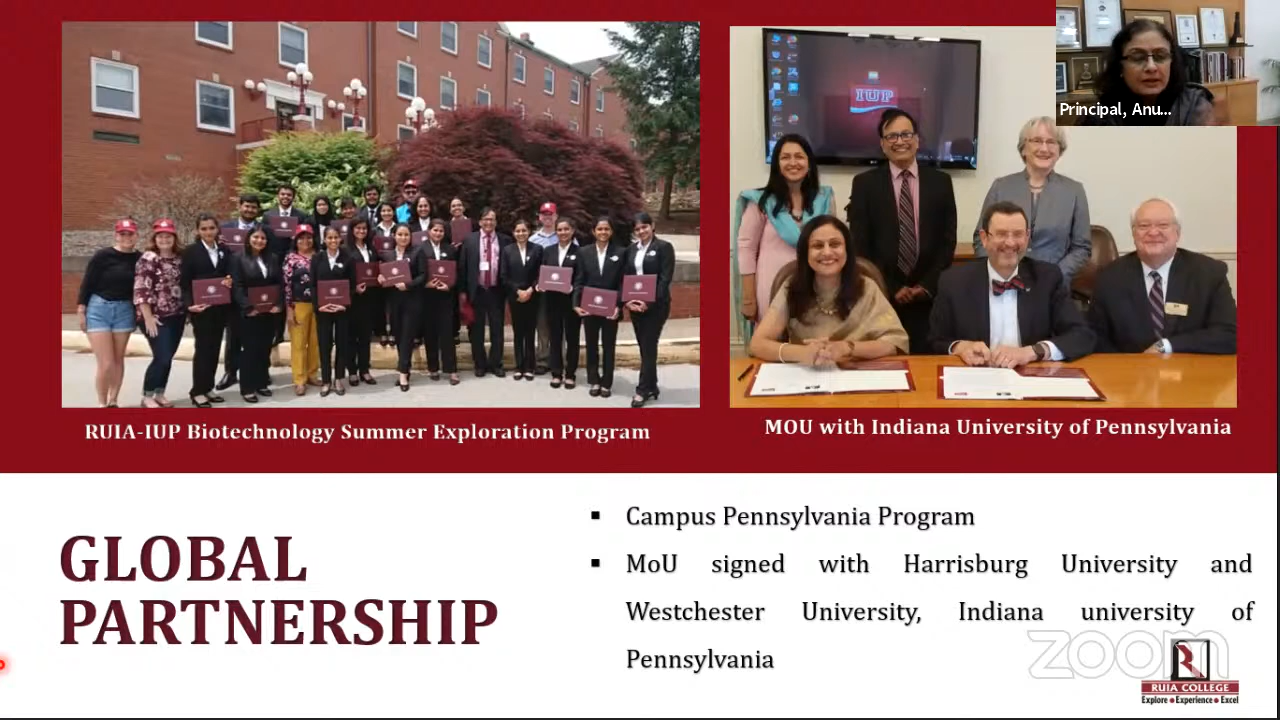 IUP
Principal, Anu...
RUIA-IUP Biotechnology Summer Exploration Program
MOU with Indiana University of Pennsylvania
GLOBAL
PARTNERSHIP
▪ Campus Pennsylvania Program
▪ MoU signed with Harrisburg University and
Westchester University, Indiana university of
Pennsylvania
zoom
R
RUIA COLLEGE
Explore • Experience • Excel